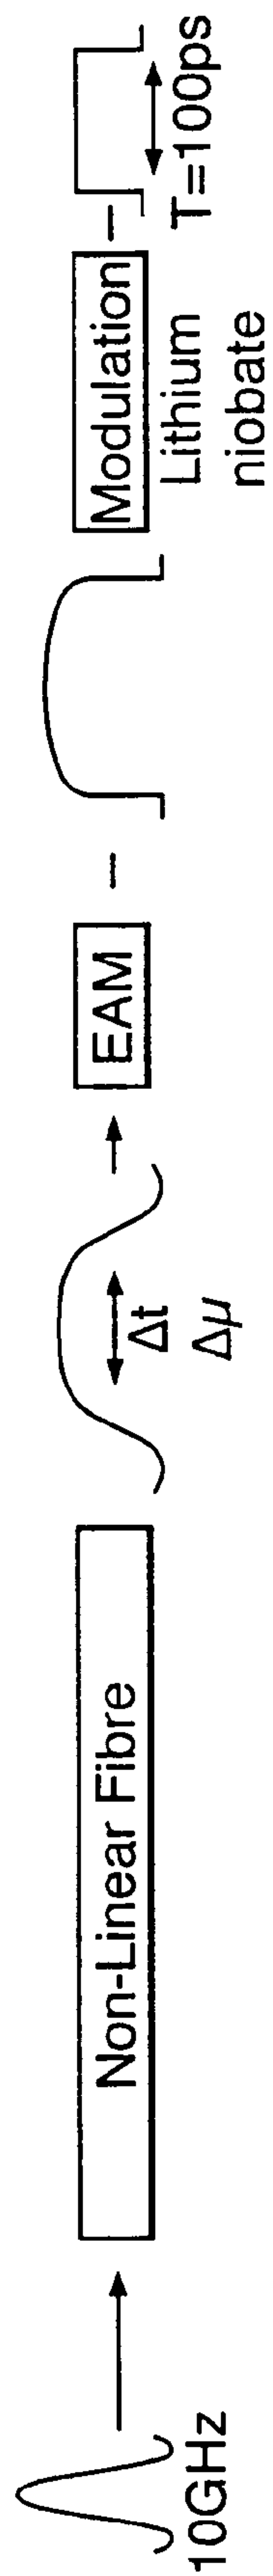 10GHz
Non-Linear Fibre
Δt
Δμ
EAM
Modulation
Lithium
niobate
T=100ps